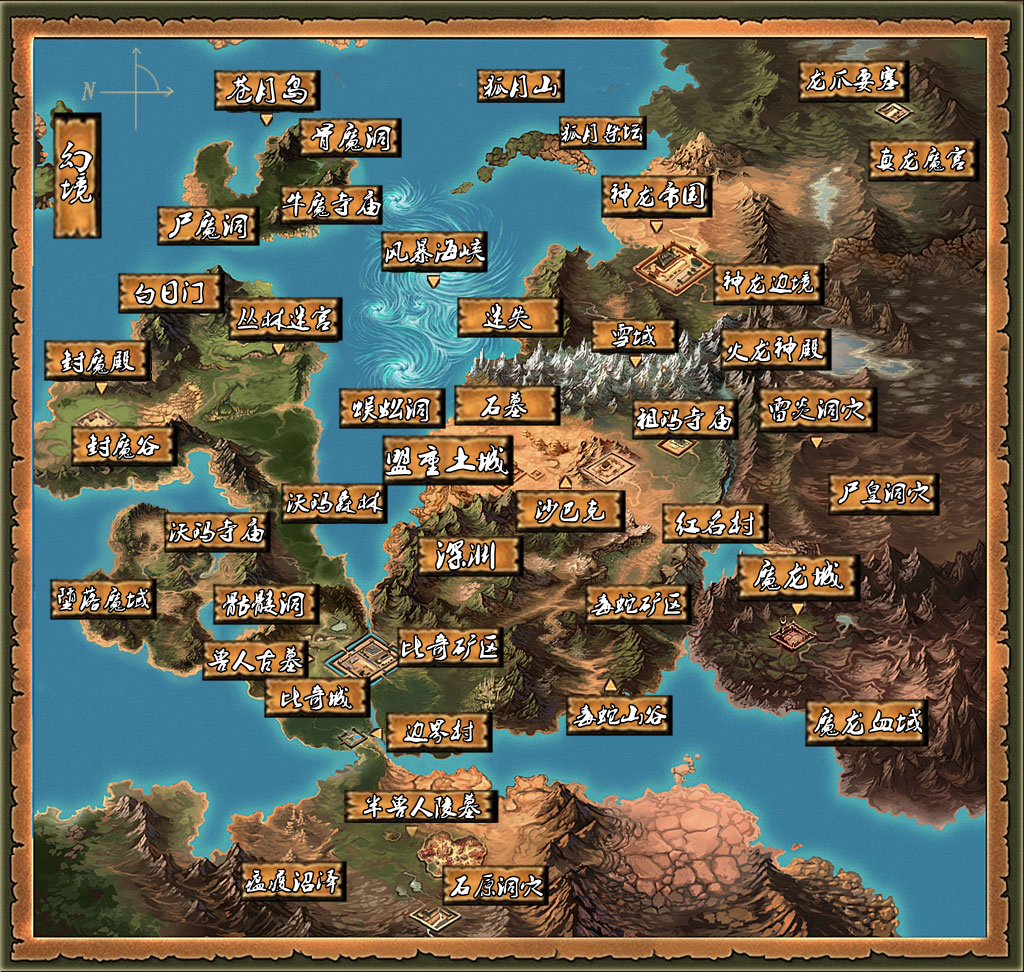 N
苍月岛
狐月山
龙爪要塞
骨魔洞
狐月祭坛
幻境
真龙魔宫
牛魔寺庙
神龙帝国
尸魔洞
风暴海峡
白日门
神龙边境
丛林迷宫
迷失
雪域
火龙神殿
封魔殿
蜈蚣洞
石墓
祖玛寺庙
雷炎洞穴
封魔谷
盟重土城
沃玛森林
沙巴克
尸皇洞穴
沃玛寺庙
红名村
深渊
魔龙城
堕落魔域
骷髅洞
毒蛇矿区
兽人古墓
比奇矿区
比奇城
毒蛇山谷
边界村
魔龙血域
半兽人陵墓
瘟疫沼泽
石原洞穴